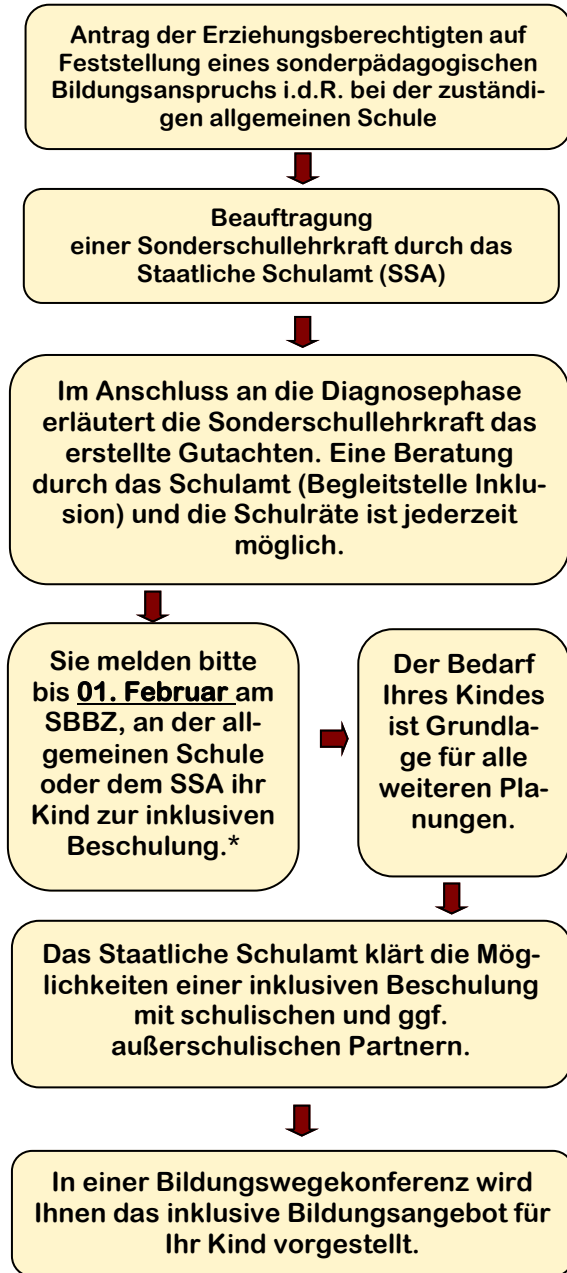 Antrag der Erziehungsberechtigten auf
Feststellung eines sonderpädagogischen
Bildungsanspruchs i.d.R. bei der zuständi-
gen allgemeinen Schule
Beauftragung
einer Sonderschullehrkraft durch das
Staatliche Schulamt (SSA)
Im Anschluss an die Diagnosephase
erläutert die Sonderschullehrkraft das
erstellte Gutachten. Eine Beratung
durch das Schulamt (Begleitstelle Inklu-
sion) und die Schulräte ist jederzeit
möglich.
Sie melden bitte
bis 01. Februar am
SBBZ, an der all-
gemeinen Schule
oder dem SSA ihr
Kind zur inklusiven
Beschulung.*
Der Bedarf
Ihres Kindes
ist Grundla-
ge für alle
weiteren Pla-
nungen.
Das Staatliche Schulamt klärt die Mög-
lichkeiten einer inklusiven Beschulung
mit schulischen und ggf.
außerschulischen Partnern.
In einer Bildungswegekonferenz wird
Ihnen das inklusive Bildungsangebot für
Ihr Kind vorgestellt.